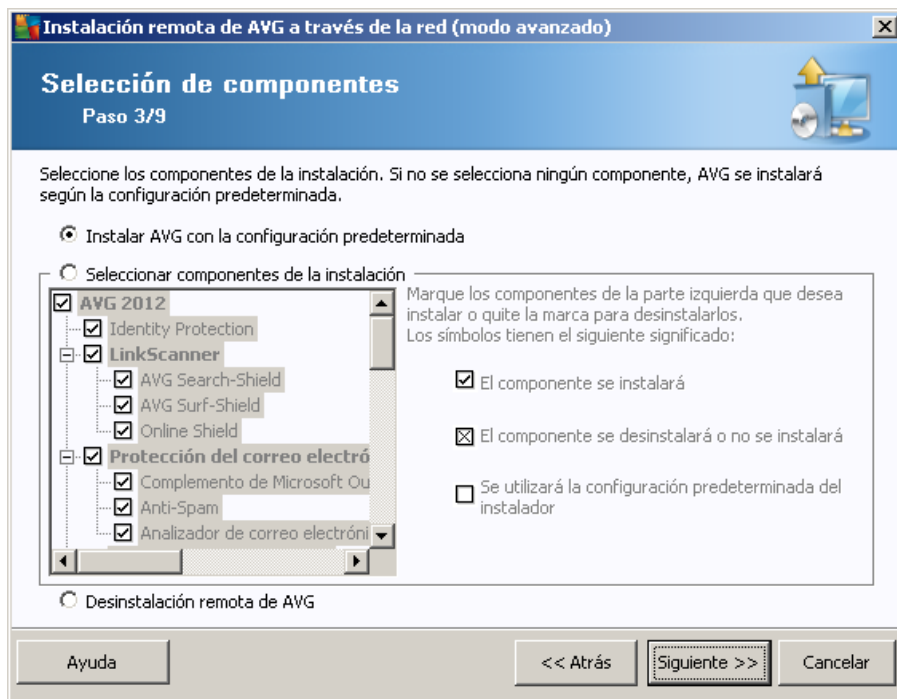 Instalación remota de AVG a través de la red (modo avanzado)
Selección de componentes
Paso 3/9
Seleccione los componentes de la instalación. Si no se selecciona ningún componente, AVG se instalará
según la configuración predeterminada.
Instalar AVG con la configuración predeterminada
Seleccionar componentes de la instalación
AVG 2012
Identity Protection
LinkScanner
AVG Search-Shield
AVG Surf-Shield
Online Shield
Protección del correo electró
Complemento de Microsoft Ou
Anti-Spam
Analizador de correo electróni
Marque los componentes de la parte izquierda que desea
instalar o quite la marca para desinstalarlos.
Los símbolos tienen el siguiente significado:
El componente se instalará
El componente se desinstalará o no se instalará
Se utilizará la configuración predeterminada del
instalador
Desinstalación remota de AVG
Ayuda
<< Atrás
Siguiente >>
Cancelar